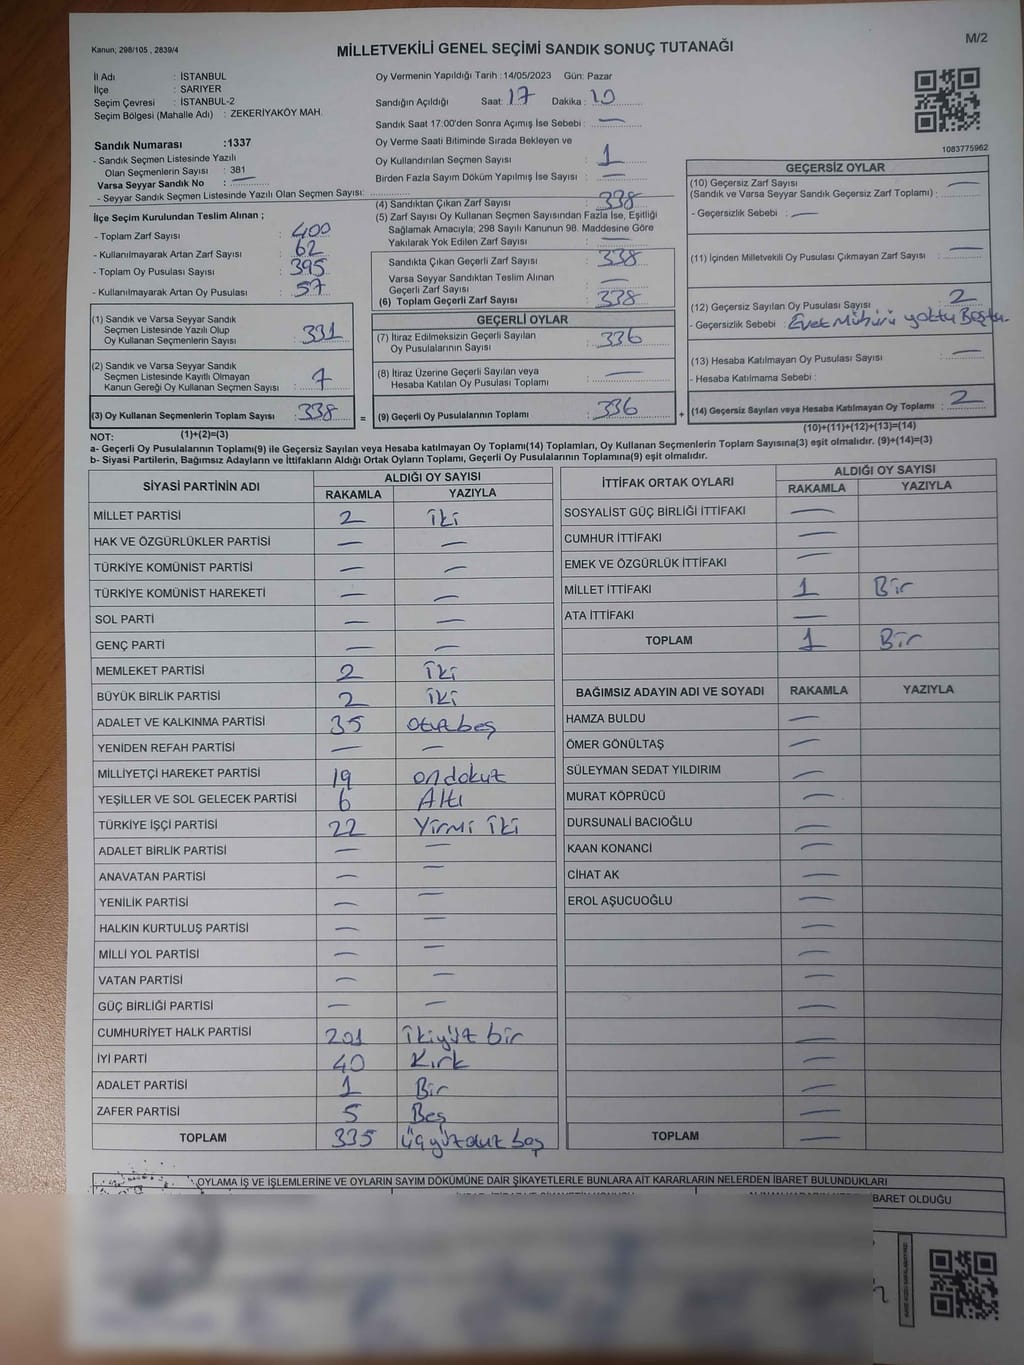 Kanun; 298/105 , 2839/4
MİLLETVEKİLİ GENEL SEÇİMİ SANDIK SONUÇ TUTANAĞI
M/2
İl Adı : İSTANBUL
İlçe : SARIYER
Seçim Çevresi : İSTANBUL-2
Seçim Bölgesi (Mahalle Adı) : ZEKERİYAKÖY MAH.
Sandık Numarası :1337
- Sandık Seçmen Listesinde Yazılı
Olan Seçmenlerin Sayısı : 381
Varsa Seyyar Sandık No : —
- Seyyar Sandık Seçmen Listesinde Yazılı Olan Seçmen Sayısı:
İlçe Seçim Kurulundan Teslim Alınan ;
- Toplam Zarf Sayısı : 400
- Kullanılmayarak Artan Zarf Sayısı : 62
- Toplam Oy Pusulası Sayısı : 395
- Kullanılmayarak Artan Oy Pusulası : 57
(1) Sandık ve Varsa Seyyar Sandık
Seçmen Listesinde Yazılı Olup
Oy Kullanan Seçmenlerin Sayısı : 331
(2) Sandık ve Varsa Seyyar Sandık
Seçmen Listesinde Kayıtlı Olmayan
Kanun Gereği Oy Kullanan Seçmen Sayısı : 7
(3) Oy Kullanan Seçmenlerin Toplam Sayısı : 338
(1)+(2)=(3)
Oy Vermenin Yapıldığı Tarih : 14/05/2023 Gün: Pazar
Sandığın Açıldığı Saat: 17 Dakika : 10
Sandık Saat 17:00'den Sonra Açımış İse Sebebi : —
Oy Verme Saati Bitiminde Sırada Bekleyen ve
Oy Kullandırılan Seçmen Sayısı : 1
Birden Fazla Sayım Döküm Yapılmış İse Sayısı : —
(4) Sandıktan Çıkan Zarf Sayısı : 338
(5) Zarf Sayısı Oy Kullanan Seçmen Sayısından Fazla İse, Eşitliği
Sağlamak Amacıyla; 298 Sayılı Kanunun 98. Maddesine Göre
Yakılarak Yok Edilen Zarf Sayısı : —
Sandıkta Çıkan Geçerli Zarf Sayısı : 338
Varsa Seyyar Sandıktan Teslim Alınan
Geçerli Zarf Sayısı : —
(6) Toplam Geçerli Zarf Sayısı : 338
GEÇERLİ OYLAR
(7) İtiraz Edilmeksizin Geçerli Sayılan
Oy Pusulalarının Sayısı : 336
(8) İtiraz Üzerine Geçerli Sayılan veya
Hesaba Katılan Oy Pusulası Toplamı : —
= (9) Geçerli Oy Pusulalarının Toplamı : 336 +
1083775962
GEÇERSİZ OYLAR
(10) Geçersiz Zarf Sayısı —
(Sandık ve Varsa Seyyar Sandık Geçersiz Zarf Toplamı) :
- Geçersizlik Sebebi : —
(11) İçinden Milletvekili Oy Pusulası Çıkmayan Zarf Sayısı : —
(12) Geçersiz Sayılan Oy Pusulası Sayısı : 2
- Geçersizlik Sebebi : Evet Mühürü yoktu Boştu.
(13) Hesaba Katılmayan Oy Pusulası Sayısı : —
- Hesaba Katılmama Sebebi :
(14) Geçersiz Sayılan veya Hesaba Katılmayan Oy Toplamı : 2
(10)+(11)+(12)+(13)=(14)
NOT:
a- Geçerli Oy Pusulalarının Toplamı(9) ile Geçersiz Sayılan veya Hesaba katılmayan Oy Toplamı(14) Toplamları, Oy Kullanan Seçmenlerin Toplam Sayısına(3) eşit olmalıdır. (9)+(14)=(3)
b- Siyasi Partilerin, Bağımsız Adayların ve İttifakların Aldığı Ortak Oyların Toplamı, Geçerli Oy Pusulalarının Toplamına(9) eşit olmalıdır.
SİYASİ PARTİNİN ADI ALDIĞI OY SAYISI
RAKAMLA YAZIYLA
MİLLET PARTİSİ 2 iki
HAK VE ÖZGÜRLÜKLER PARTİSİ — —
TÜRKİYE KOMÜNİST PARTİSİ — —
TÜRKİYE KOMÜNİST HAREKETİ — —
SOL PARTİ — —
GENÇ PARTİ — —
MEMLEKET PARTİSİ 2 iki
BÜYÜK BİRLİK PARTİSİ 2 iki
ADALET VE KALKINMA PARTİSİ 35 otuzbeş
YENİDEN REFAH PARTİSİ — —
MİLLİYETÇİ HAREKET PARTİSİ 19 ondokuz
YEŞİLLER VE SOL GELECEK PARTİSİ 6 Altı
TÜRKİYE İŞÇİ PARTİSİ 22 Yirmi iki
ADALET BİRLİK PARTİSİ — —
ANAVATAN PARTİSİ — —
YENİLİK PARTİSİ — —
HALKIN KURTULUŞ PARTİSİ — —
MİLLİ YOL PARTİSİ — —
VATAN PARTİSİ — —
GÜÇ BİRLİĞİ PARTİSİ — —
CUMHURİYET HALK PARTİSİ 201 ikiyüz bir
İYİ PARTİ 40 Kırk
ADALET PARTİSİ 1 Bir
ZAFER PARTİSİ 5 Beş
TOPLAM 335 üçyüzotuz beş
İTTİFAK ORTAK OYLARI ALDIĞI OY SAYISI
RAKAMLA YAZIYLA
SOSYALİST GÜÇ BİRLİĞİ İTTİFAKI —
CUMHUR İTTİFAKI —
EMEK VE ÖZGÜRLÜK İTTİFAKI —
MİLLET İTTİFAKI 1 Bir
ATA İTTİFAKI —
TOPLAM 1 Bir
BAĞIMSIZ ADAYIN ADI VE SOYADI RAKAMLA YAZIYLA
HAMZA BULDU —
ÖMER GÖNÜLTAŞ —
SÜLEYMAN SEDAT YILDIRIM —
MURAT KÖPRÜCÜ —
DURSUNALİ BACIOĞLU —
KAAN KONANCİ —
CİHAT AK —
EROL AŞUCUOĞLU —
TOPLAM —
OYLAMA İŞ VE İŞLEMLERİNE VE OYLARIN SAYIM DÖKÜMÜNE DAİR ŞİKAYETLERLE BUNLARA AİT KARARLARIN NELERDEN İBARET BULUNDUKLARI
BARET OLDUĞU